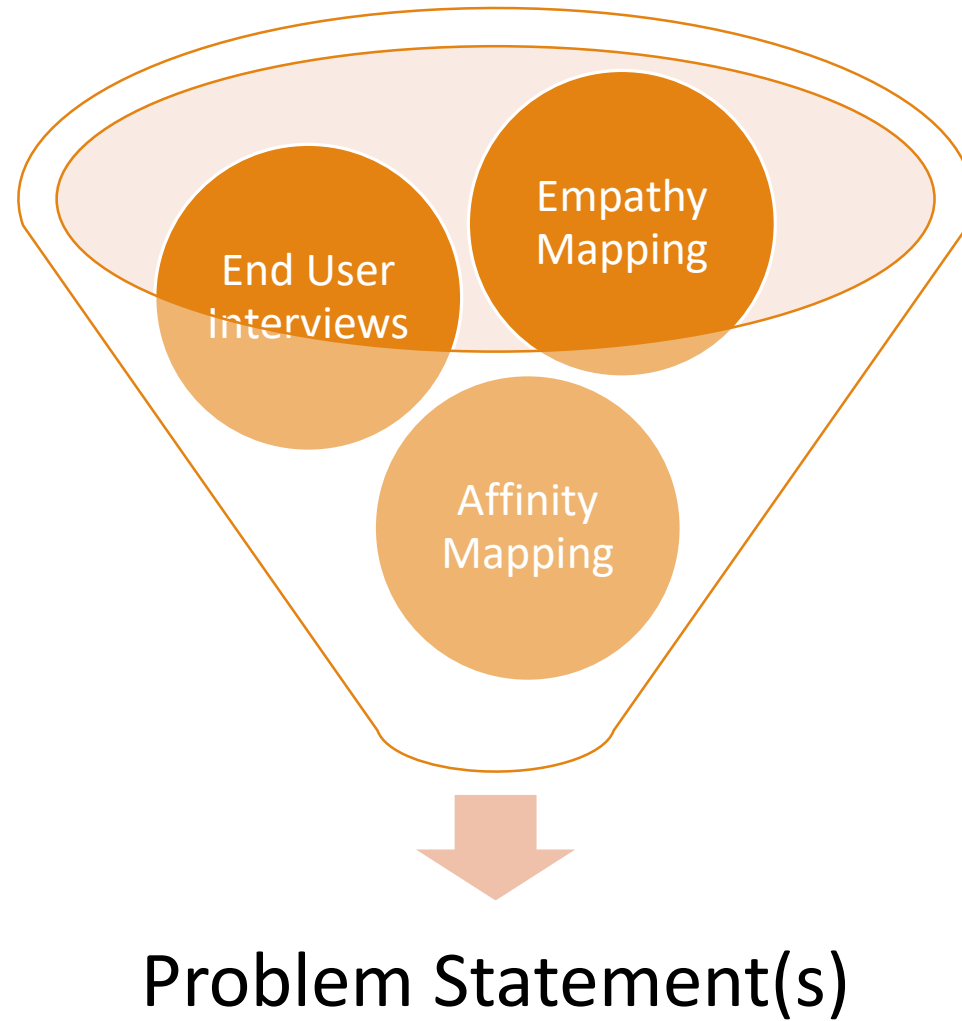 Empathy
Mapping
End User
Interviews
Affinity
Mapping
Problem Statement(s)